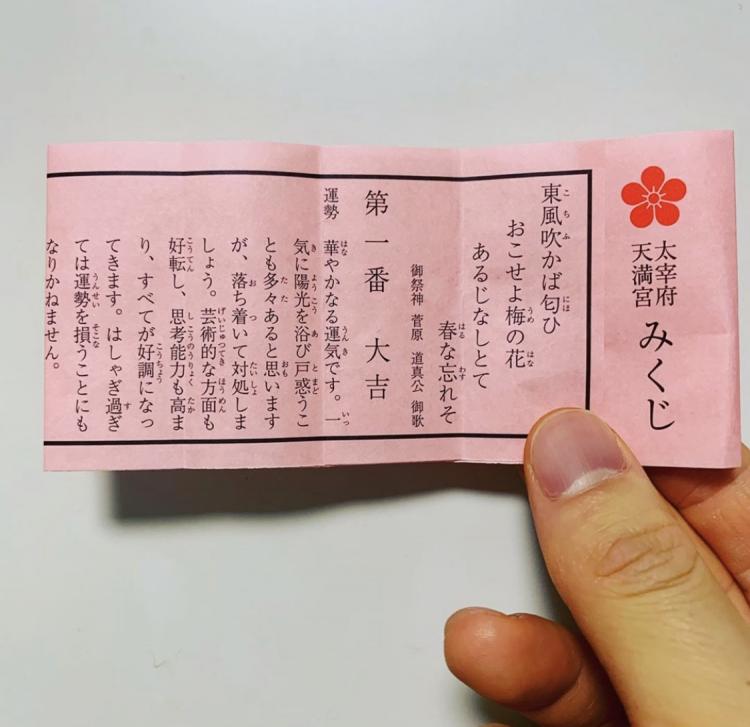 太宰府
天満宮
みくじ
東風吹かば匂ひ
おこせよ梅の花
あるじなしとて
春な忘れそ
御祭神 菅原 道真公 御歌
第一番 大吉
運勢 華やかなる運気です。一
気に陽光を浴び戸惑うこ
とも多々あると思います
が、落ち着いて対処しま
しょう。芸術的な方面も
好転し、思考能力も高ま
り、すべてが好調になっ
てきます。はしゃぎ過ぎ
ては運勢を損うことにも
なりかねません。